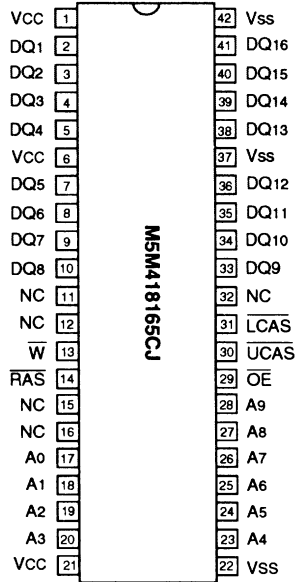 VCC 1 42 VSS
DQ1 2 41 DQ16
DQ2 3 40 DQ15
DQ3 4 39 DQ14
DQ4 5 38 DQ13
VCC 6 37 VSS
DQ5 7 36 DQ12
DQ6 8 35 DQ11
DQ7 9 34 DQ10
DQ8 10 33 DQ9
NC 11 32 NC
NC 12 31 LCAS
W 13 30 UCAS
RAS 14 29 OE
NC 15 28 A9
NC 16 27 A8
A0 17 26 A7
A1 18 25 A6
A2 19 24 A5
A3 20 23 A4
VCC 21 22 VSS
M5M418165CJ